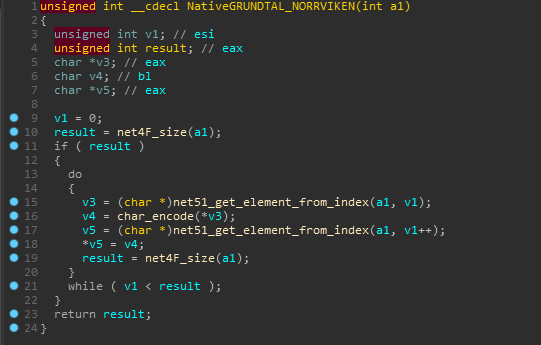 1 unsigned int __cdecl NativeGRUNDTAL_NORRVIKEN(int a1)
2 {
3 unsigned int v1; // esi
4 unsigned int result; // eax
5 char *v3; // eax
6 char v4; // bl
7 char *v5; // eax
8
9 v1 = 0;
10 result = net4F_size(a1);
11 if ( result )
12 {
13 do
14 {
15 v3 = (char *)net51_get_element_from_index(a1, v1);
16 v4 = char_encode(*v3);
17 v5 = (char *)net51_get_element_from_index(a1, v1++);
18 *v5 = v4;
19 result = net4F_size(a1);
20 }
21 while ( v1 < result );
22 }
23 return result;
24 }